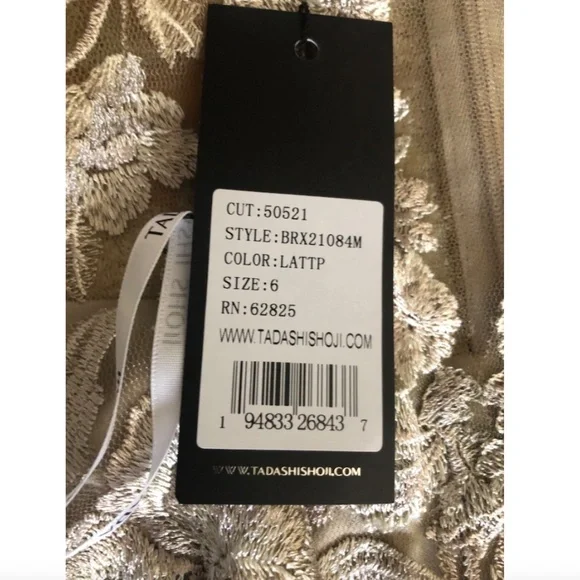 CUT:50521
STYLE:BRX21084M
COLOR:LATTP
SIZE:6
RN:62825
WWW.TADASHISHOJI.COM
1 94833 26843 7
WWW.TADASHISHOJI.COM
TA